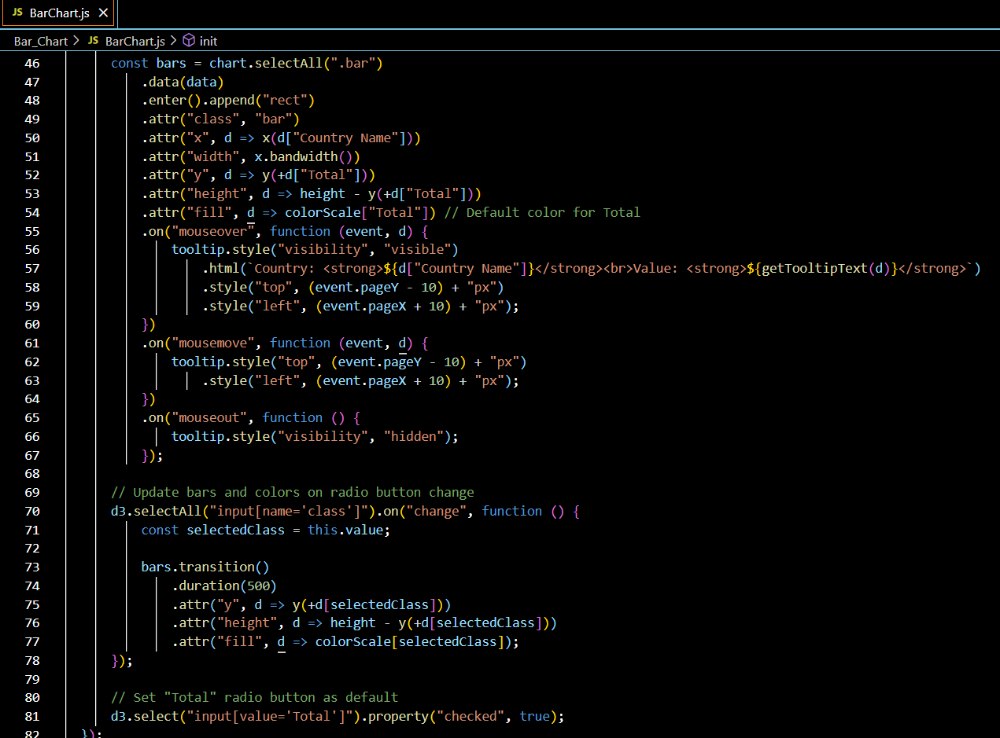 JS BarChart.js ×
Bar_Chart > JS BarChart.js > init
46 const bars = chart.selectAll(".bar")
47 .data(data)
48 .enter().append("rect")
49 .attr("class", "bar")
50 .attr("x", d => x(d["Country Name"]))
51 .attr("width", x.bandwidth())
52 .attr("y", d => y(+d["Total"]))
53 .attr("height", d => height - y(+d["Total"]))
54 .attr("fill", d => colorScale["Total"]) // Default color for Total
55 .on("mouseover", function (event, d) {
56 tooltip.style("visibility", "visible")
57 .html(`Country: <strong>${d["Country Name"]}</strong><br>Value: <strong>${getTooltipText(d)}</strong>`)
58 .style("top", (event.pageY - 10) + "px")
59 .style("left", (event.pageX + 10) + "px");
60 })
61 .on("mousemove", function (event, d) {
62 tooltip.style("top", (event.pageY - 10) + "px")
63 .style("left", (event.pageX + 10) + "px");
64 })
65 .on("mouseout", function () {
66 tooltip.style("visibility", "hidden");
67 });
68
69 // Update bars and colors on radio button change
70 d3.selectAll("input[name='class']").on("change", function () {
71 const selectedClass = this.value;
72
73 bars.transition()
74 .duration(500)
75 .attr("y", d => y(+d[selectedClass]))
76 .attr("height", d => height - y(+d[selectedClass]))
77 .attr("fill", d => colorScale[selectedClass]);
78 });
79
80 // Set "Total" radio button as default
81 d3.select("input[value='Total']").property("checked", true);
82 });